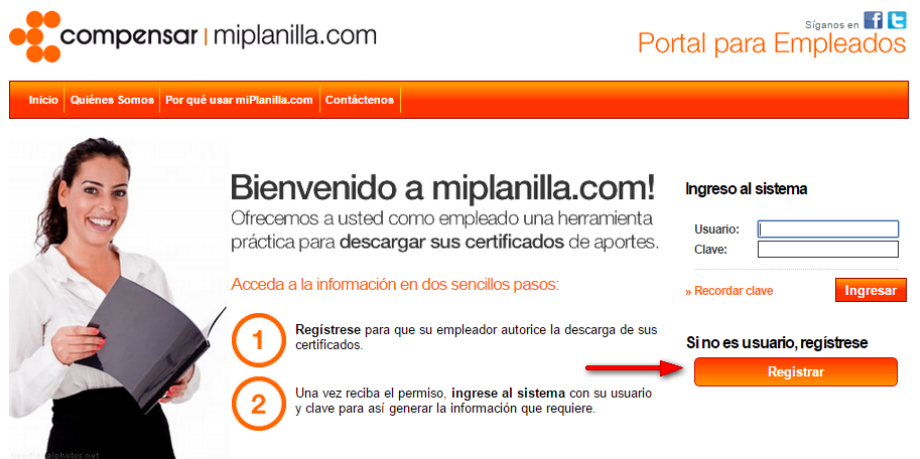 compensar | miplanilla.com
Síganos en
Portal para Empleados
Inicio Quiénes Somos Por qué usar miPlanilla.com Contáctenos
Bienvenido a miplanilla.com!
Ofrecemos a usted como empleado una herramienta
práctica para descargar sus certificados de aportes.
Acceda a la información en dos sencillos pasos:
1 Regístrese para que su empleador autorice la descarga de sus
certificados.
2 Una vez reciba el permiso, ingrese al sistema con su usuario
y clave para así generar la información que requiere.
Ingreso al sistema
Usuario:
Clave:
» Recordar clave Ingresar
Si no es usuario, regístrese
Registrar